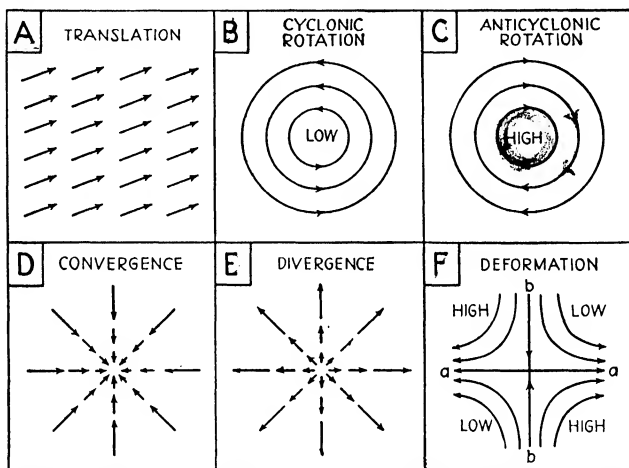 A TRANSLATION
B CYCLONIC
ROTATION
LOW
C ANTICYCLONIC
ROTATION
HIGH
D CONVERGENCE
E DIVERGENCE
F DEFORMATION
b
HIGH LOW
a a
LOW HIGH
b